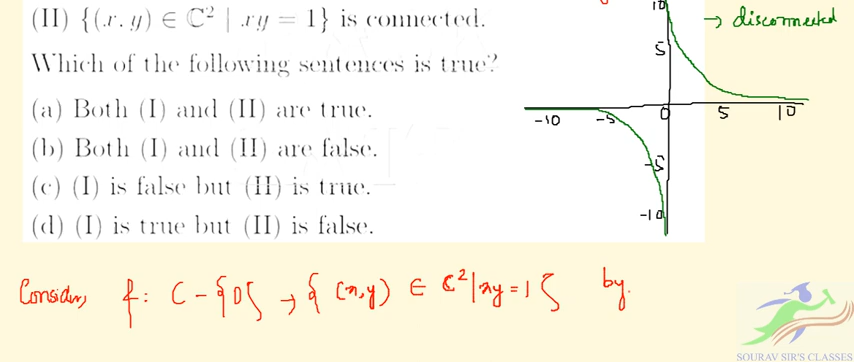 (II) {(x, y) ∈ ℂ² | xy = 1} is connected.
Which of the following sentences is true?
(a) Both (I) and (II) are true.
(b) Both (I) and (II) are false.
(c) (I) is false but (II) is true.
(d) (I) is true but (II) is false.
10
→ disconnected
5
-10 -5 0 5 10
-5
-10
Consider, f: C - {0} → { (x,y) ∈ ℂ² | xy = 1 } by.
SOURAV SIR'S CLASSES